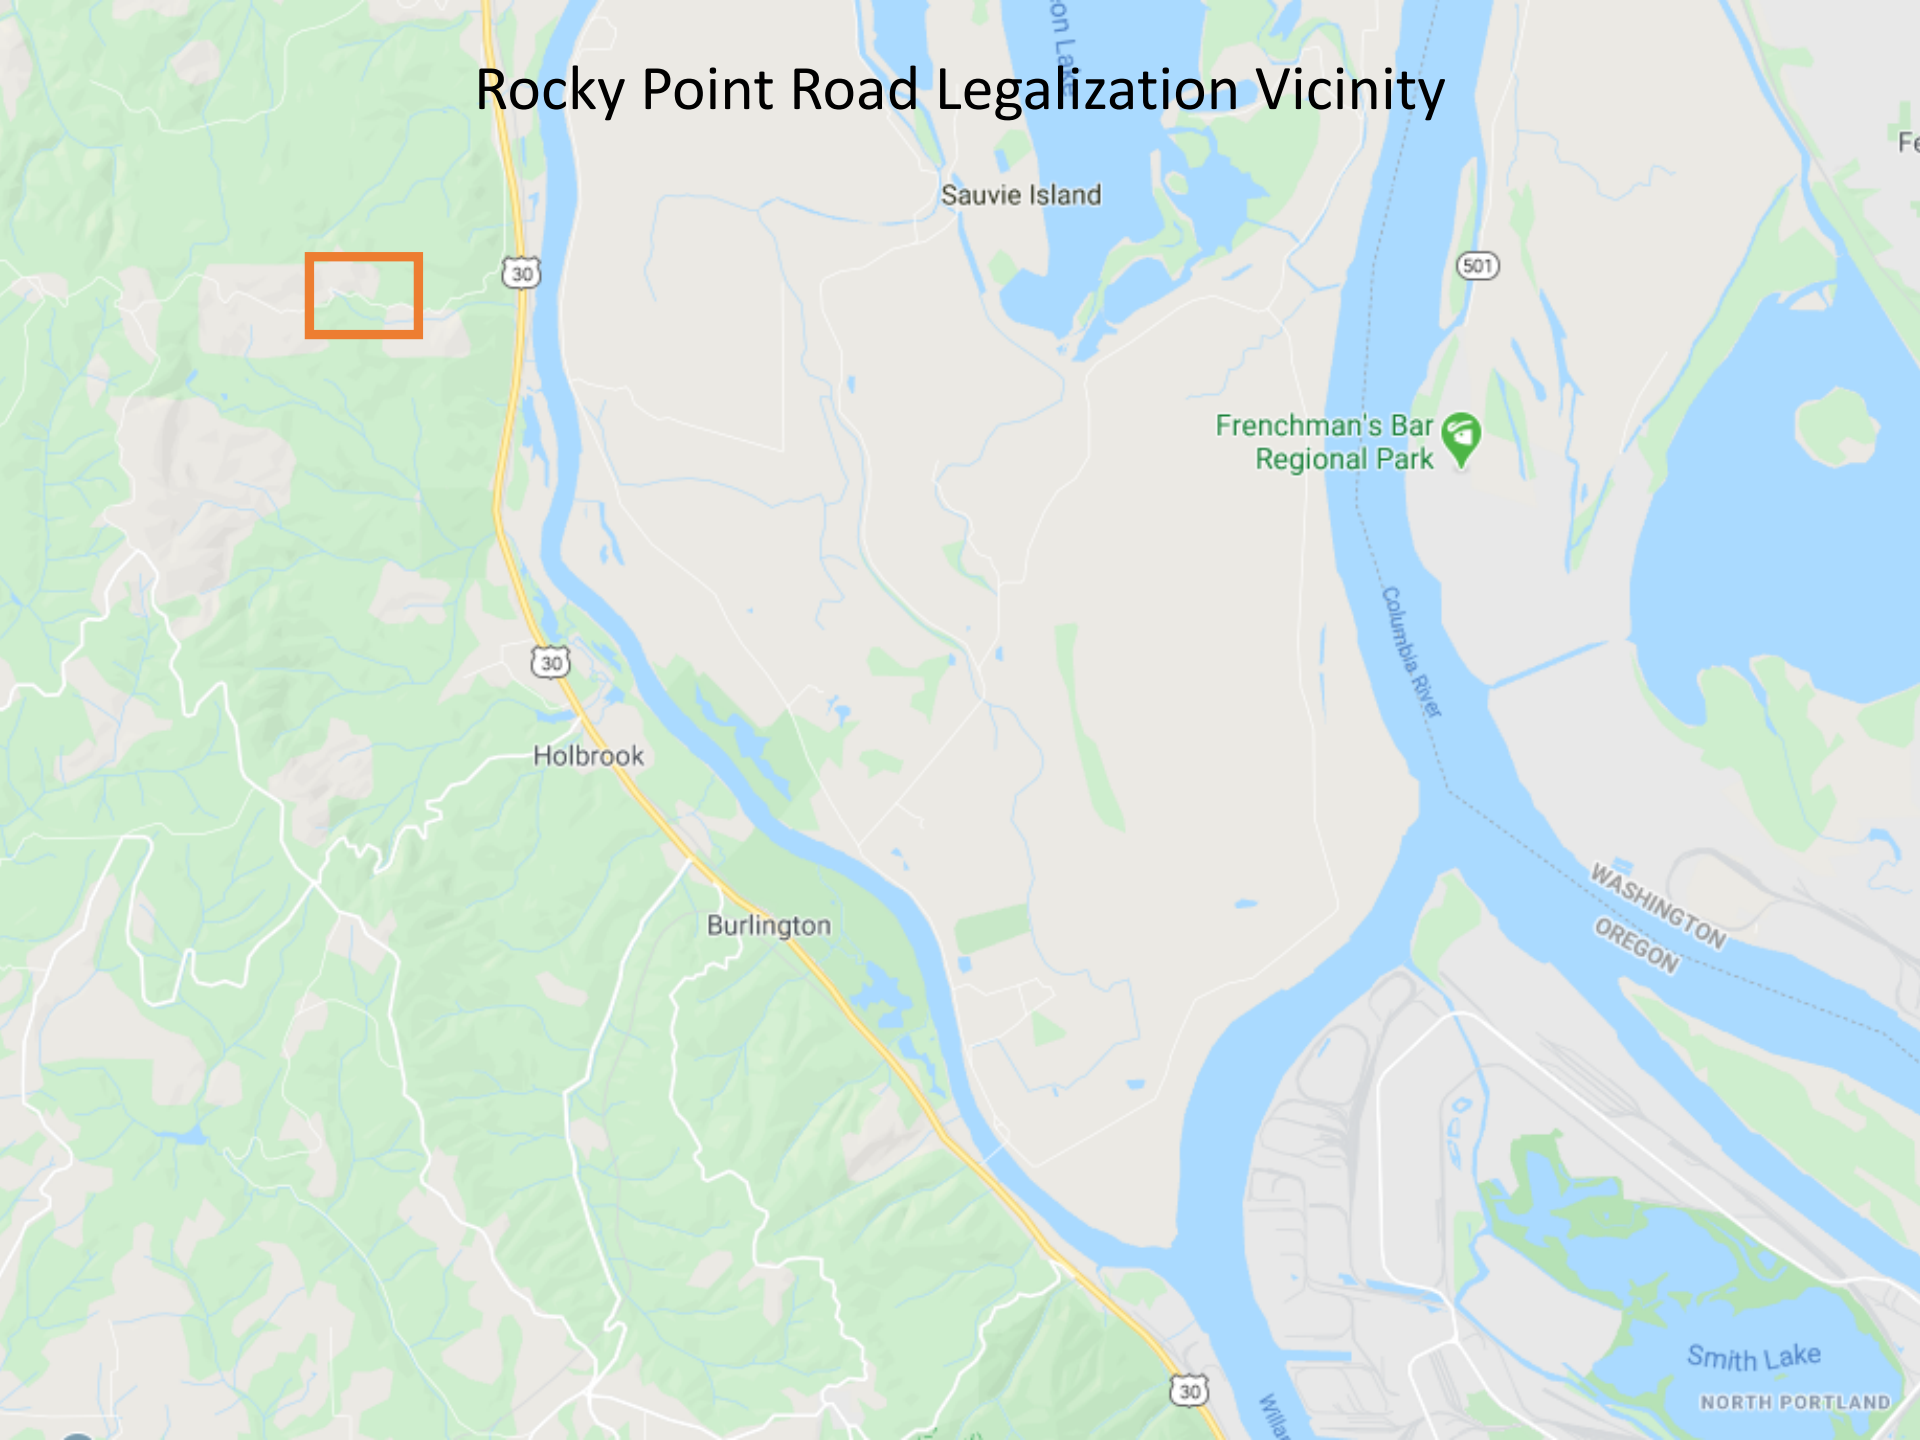 Rocky Point Road Legalization Vicinity
Sauvie Island
30
501
Frenchman's Bar
Regional Park
Columbia River
30
Holbrook
WASHINGTON
OREGON
Burlington
Smith Lake
30
NORTH PORTLAND